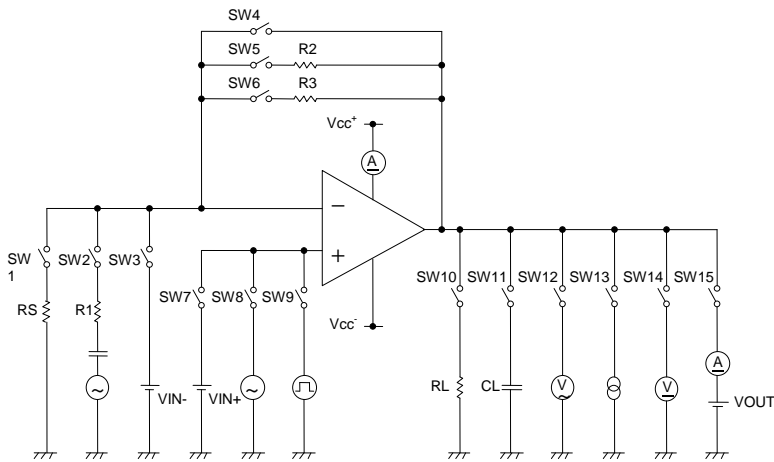 SW4
SW5 R2
SW6 R3
Vcc+
A
−
+
SW
1
SW2
SW3
SW7
SW8
SW9
Vcc-
SW10
SW11
SW12
SW13
SW14
SW15
RS
R1
VIN-
VIN+
RL
CL
V
~
V
A
VOUT
~
~